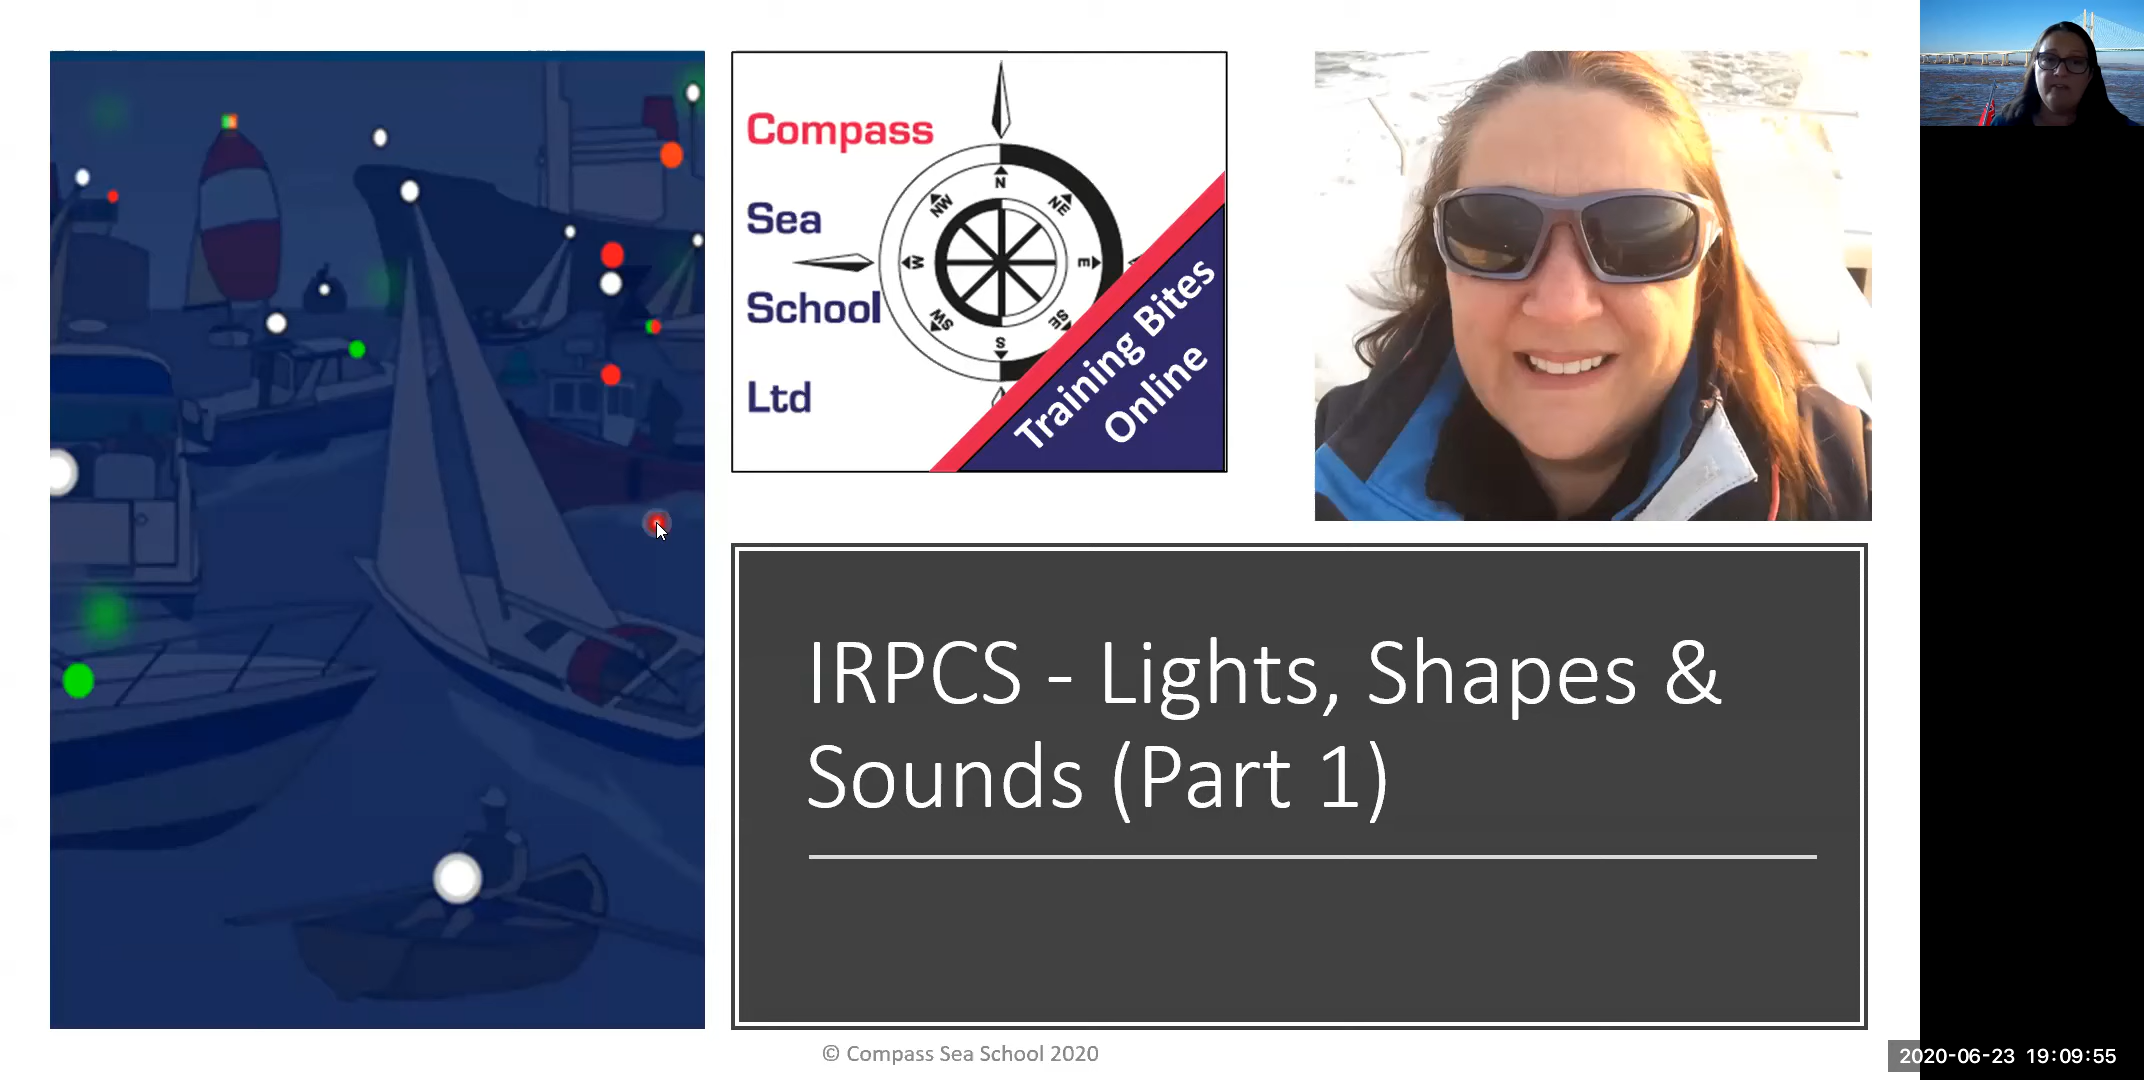 Compass
Sea
School
Ltd
N
NE
E
SE
S
SW
W
NW
Training Bites
Online
IRPCS - Lights, Shapes &
Sounds (Part 1)
© Compass Sea School 2020
2020-06-23 19:09:55